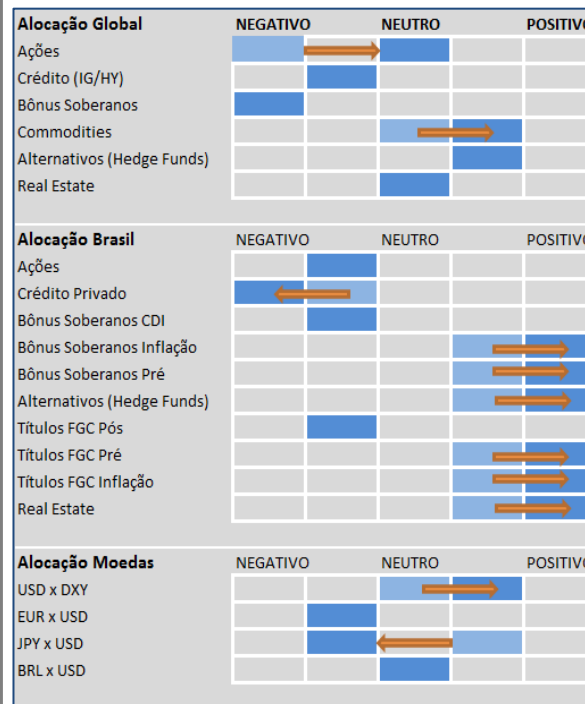 Alocação Global NEGATIVO NEUTRO POSITIVO
Ações
Crédito (IG/HY)
Bônus Soberanos
Commodities
Alternativos (Hedge Funds)
Real Estate
Alocação Brasil NEGATIVO NEUTRO POSITIVO
Ações
Crédito Privado
Bônus Soberanos CDI
Bônus Soberanos Inflação
Bônus Soberanos Pré
Alternativos (Hedge Funds)
Títulos FGC Pós
Títulos FGC Pré
Títulos FGC Inflação
Real Estate
Alocação Moedas NEGATIVO NEUTRO POSITIVO
USD x DXY
EUR x USD
JPY x USD
BRL x USD